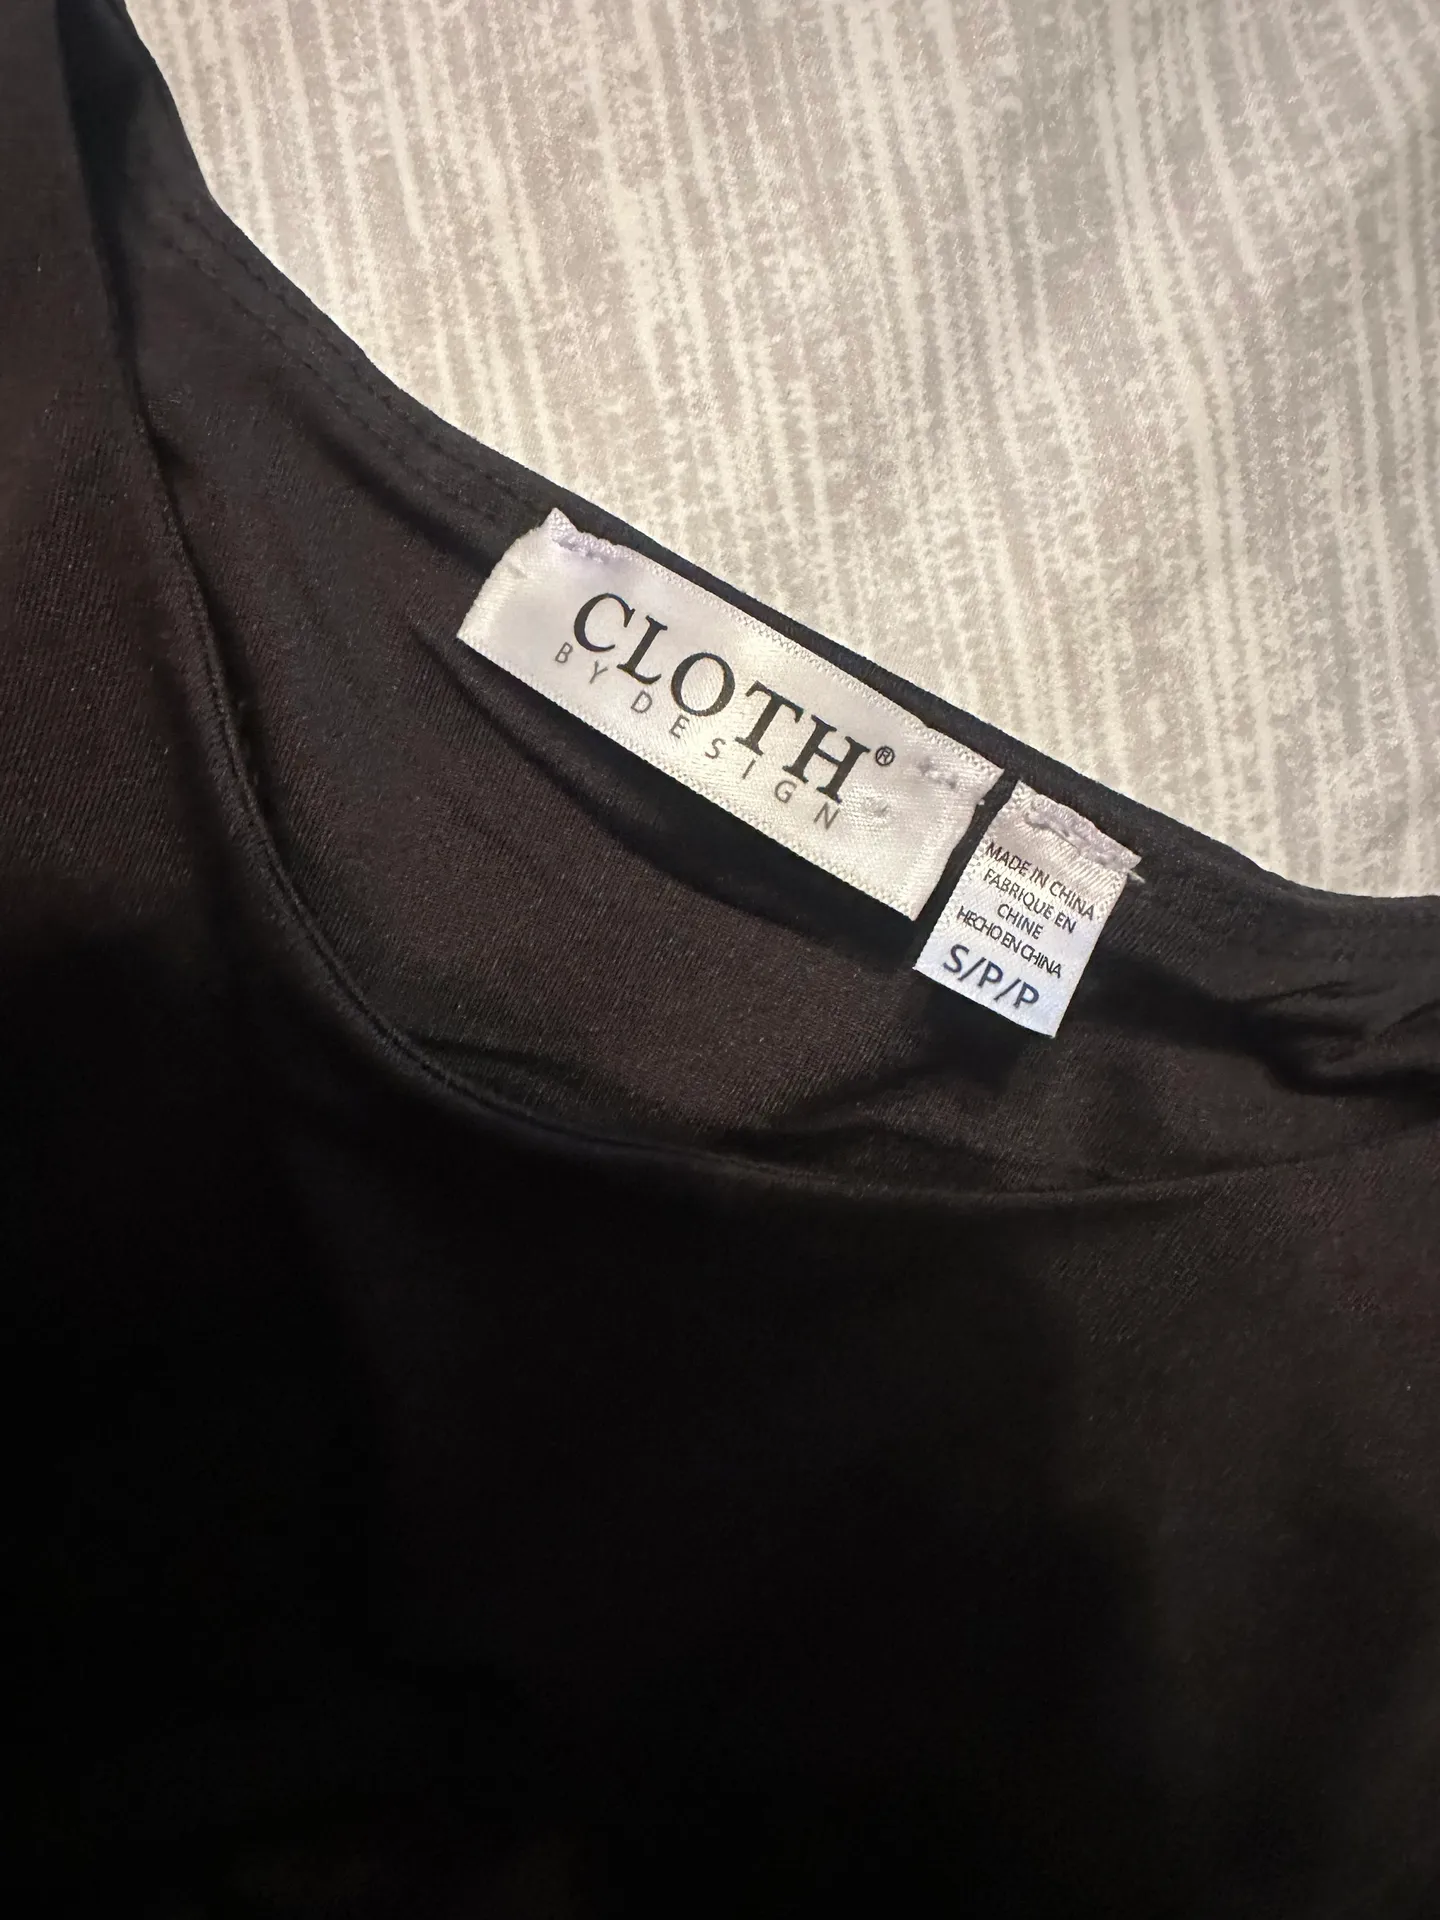 CLOTH®
BY DESIGN
MADE IN CHINA
FABRIQUE EN
CHINE
HECHO EN CHINA
S/P/P